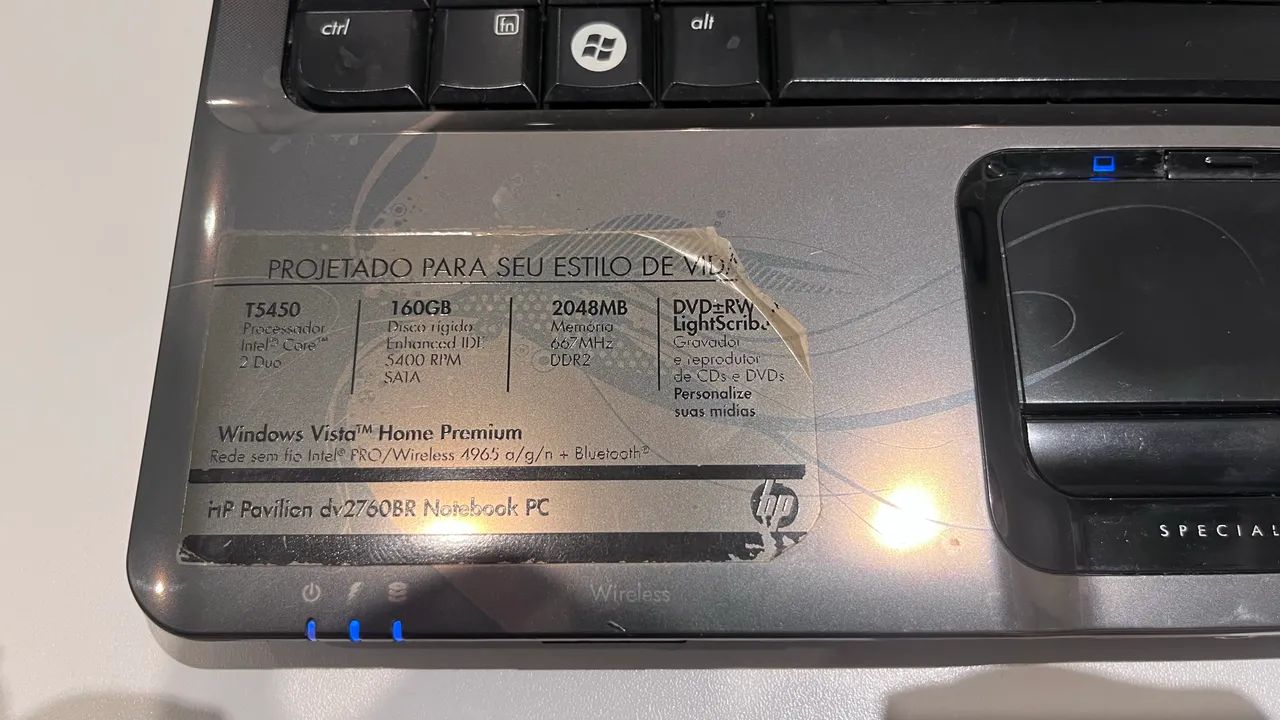 ctrl
fn
alt
PROJETADO PARA SEU ESTILO DE VIDA
T5450
Processador
Intel® Core™
2 Duo
160GB
Disco rígido
Enhanced IDE
5400 RPM
SATA
2048MB
Memória
667MHz
DDR2
DVD±RW
LightScribe
Gravador
e reprodutor
de CDs e DVDs
Personalize
suas mídias
Windows Vista™ Home Premium
Rede sem fio Intel® PRO/Wireless 4965 a/g/n + Bluetooth®
HP Pavilion dv2760BR Notebook PC
hp
SPECIAL
Wireless